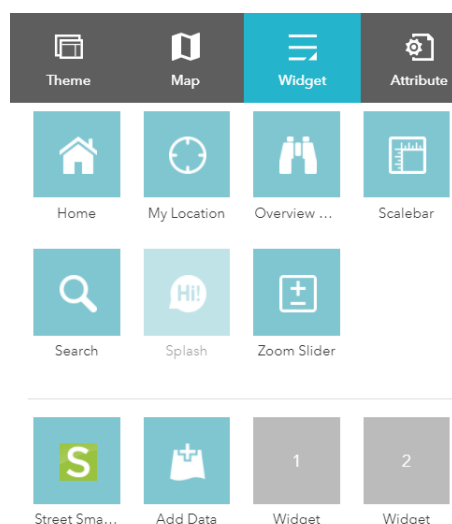 Theme Map Widget Attribute
Home My Location Overview ... Scalebar
Hi!
Search Splash Zoom Slider
S 1 2
Street Sma... Add Data Widget Widget